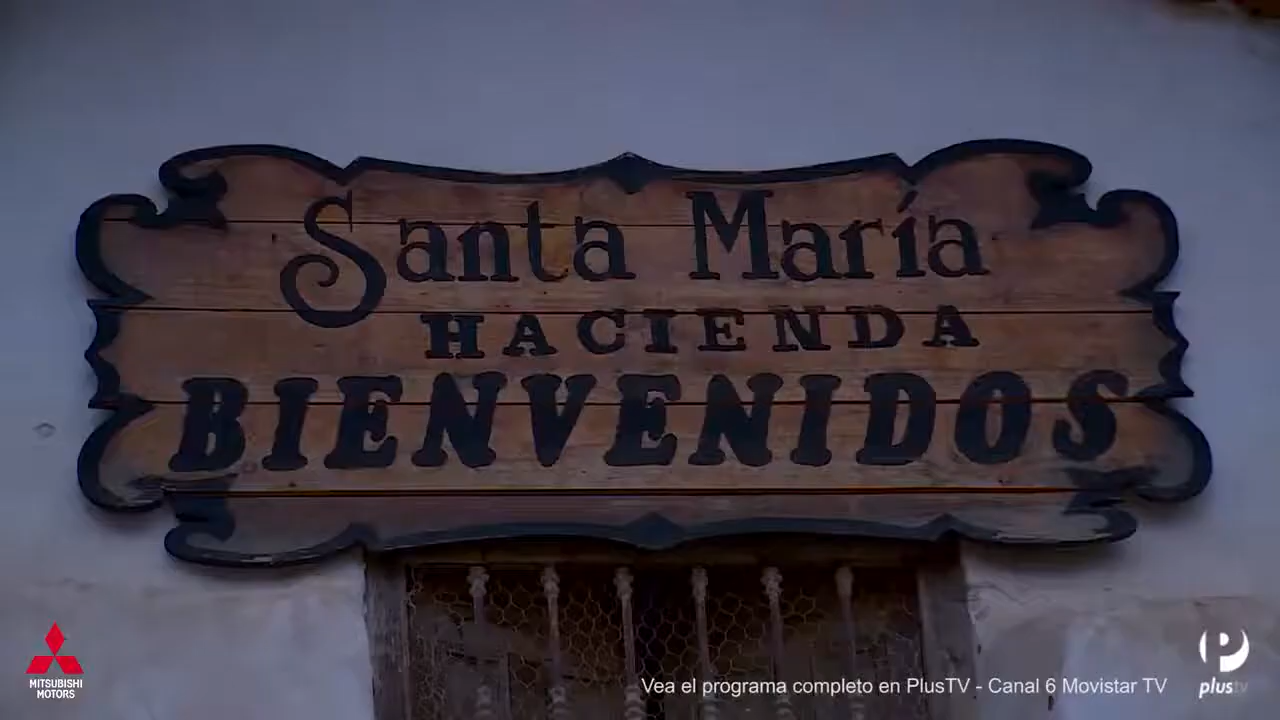 Santa María
HACIENDA
BIENVENIDOS
MITSUBISHI
MOTORS
Vea el programa completo en PlusTV - Canal 6 Movistar TV
plustv